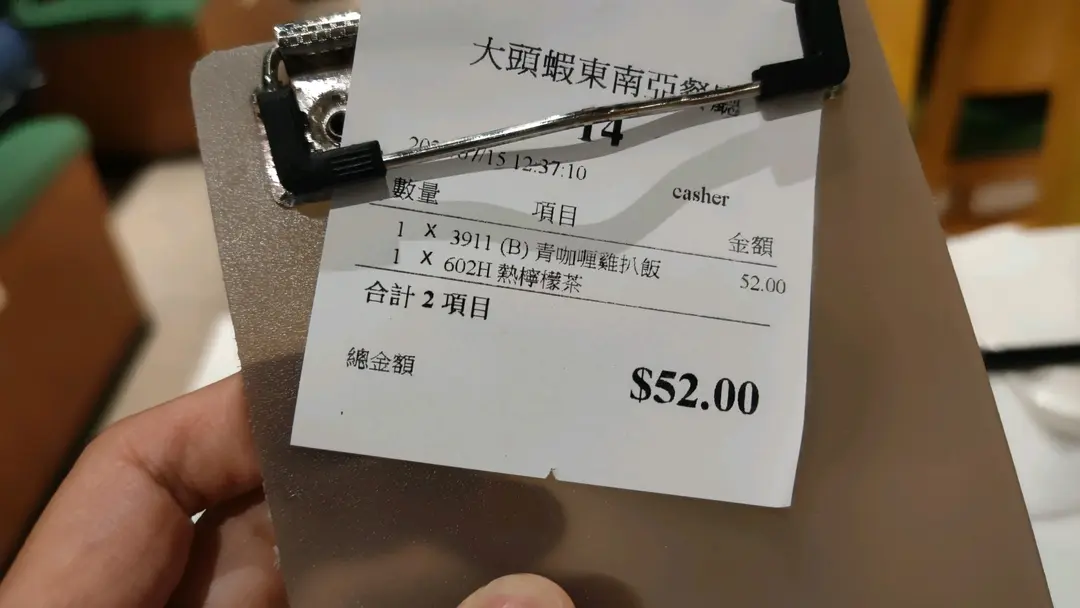 大頭蝦東南亞
14
/15 12:37:10 casher
數量 項目 金額
1 X 3911 (B) 青咖喱雞扒飯 52.00
1 X 602H 熱檸檬茶
合計 2 項目
總金額 $52.00